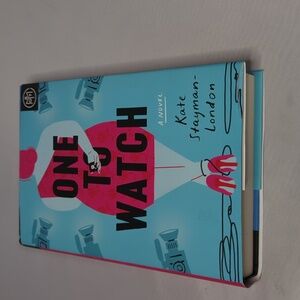 ONE
TO
WATCH
A NOVEL
Kate
Stayman-
London